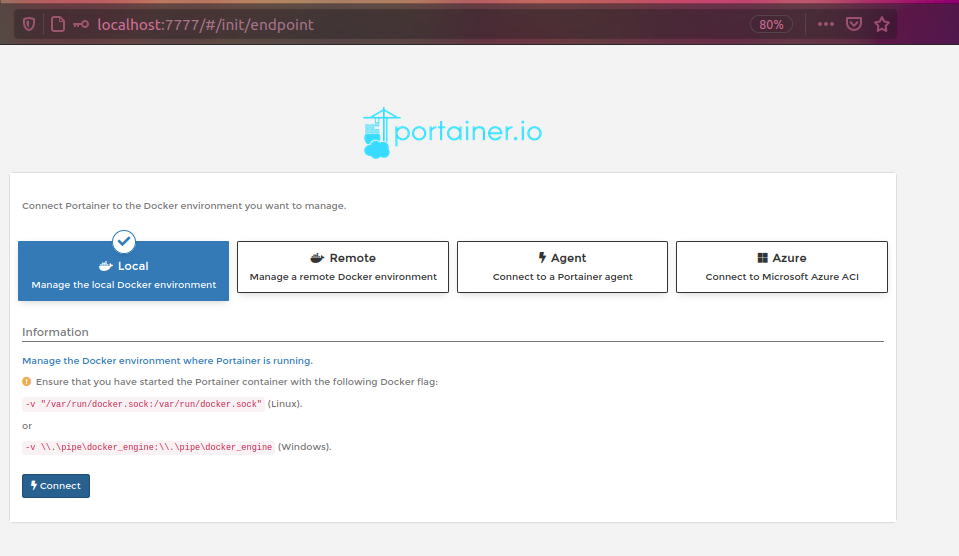 localhost:7777/#/init/endpoint
80%
portainer.io
Connect Portainer to the Docker environment you want to manage.
Local
Manage the local Docker environment
Remote
Manage a remote Docker environment
Agent
Connect to a Portainer agent
Azure
Connect to Microsoft Azure ACI
Information
Manage the Docker environment where Portainer is running.
Ensure that you have started the Portainer container with the following Docker flag:
-v "/var/run/docker.sock:/var/run/docker.sock" (Linux).
or
-v \\.\pipe\docker_engine:\\.\pipe\docker_engine (Windows).
Connect